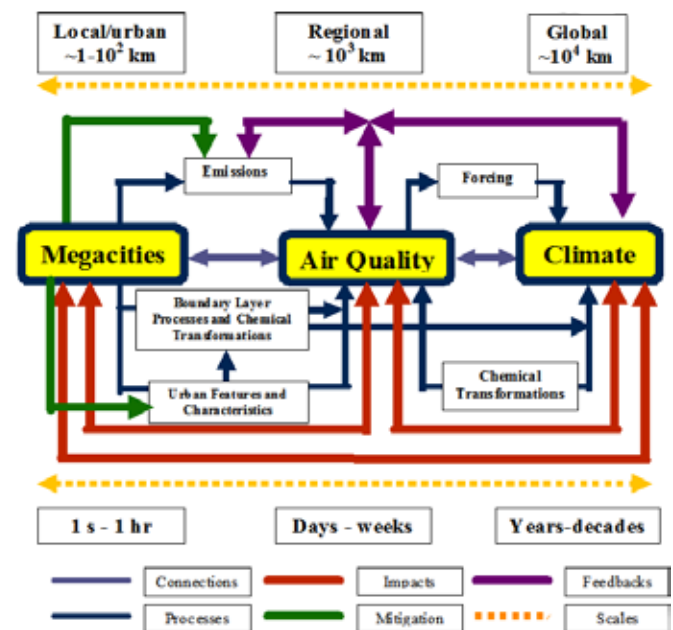 Local/urban
~1-10² km
Regional
~ 10³ km
Global
~10⁴ km
Emissions
Forcing
Megacities
Air Quality
Climate
Boundary Layer
Processes and Chemical
Transformations
Urban Features and
Characteristics
Chemical
Transformations
1 s - 1 hr
Days - weeks
Years-decades
Connections
Impacts
Feedbacks
Processes
Mitigation
Scales